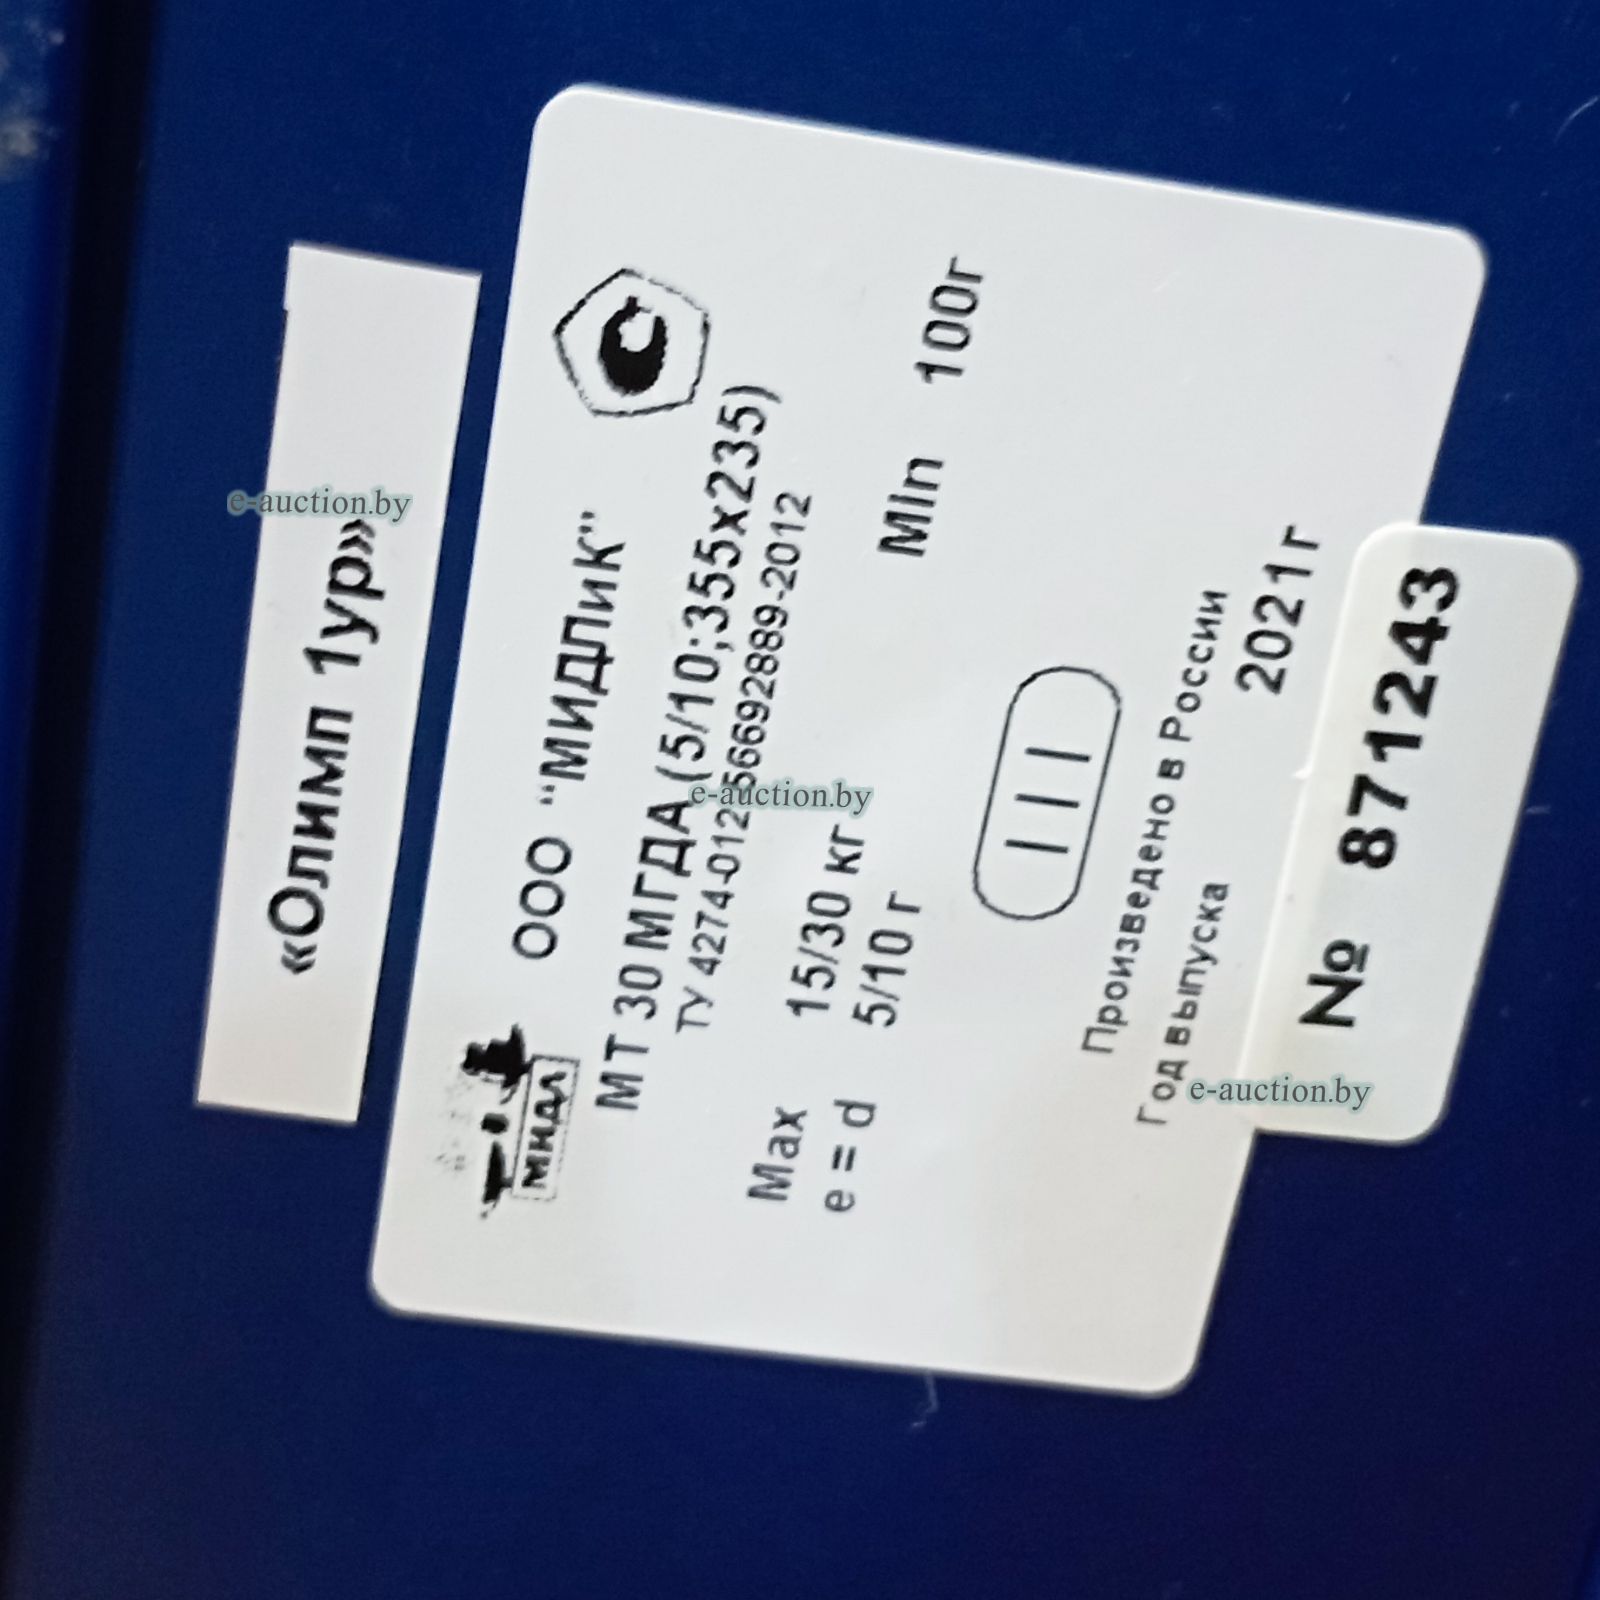 «Олимп 1ур»
ООО "МИДЛиК"
МИДЛ
МТ 30 МГДА (5/10;355х235)
ТУ 4274-012-56692889-2012
Max 15/30 кг Min 100г
e = d 5/10 г
III
Произведено в России
Год выпуска 2021г
№ 871243
e-auction.by
e-auction.by
e-auction.by